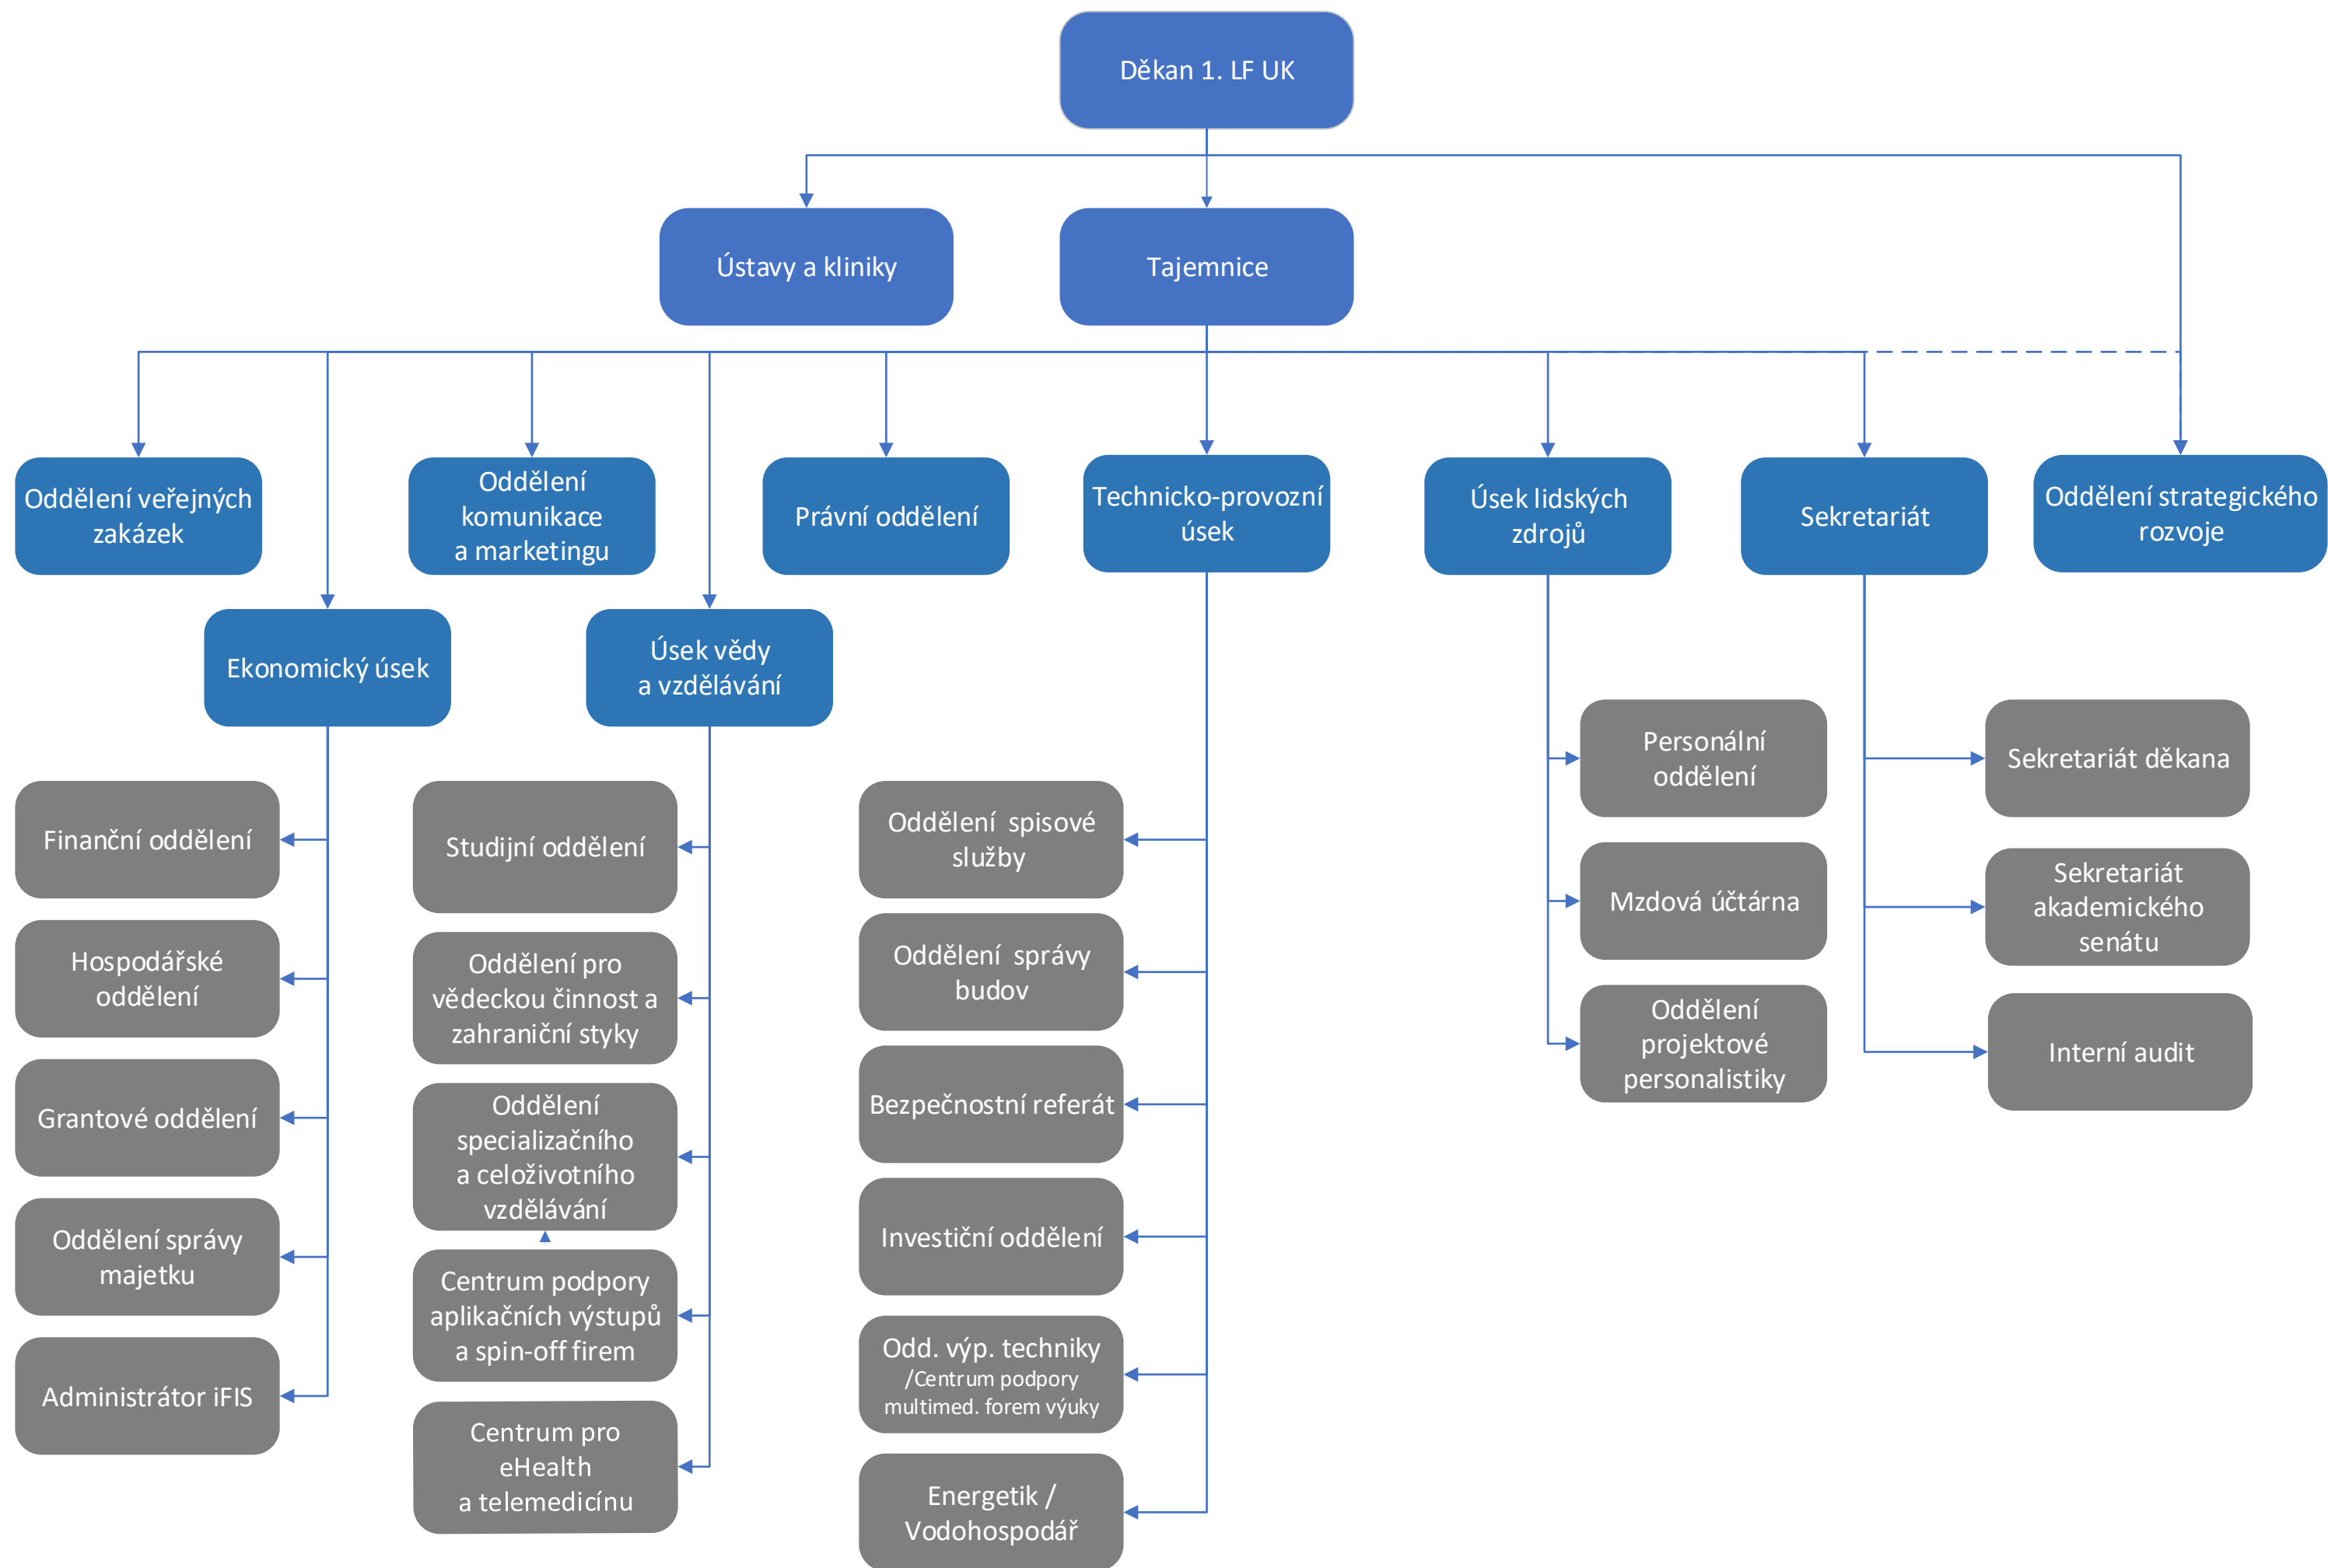 Děkan 1. LF UK
Ústavy a kliniky
Tajemnice
Oddělení veřejných
zakázek
Oddělení
komunikace
a marketingu
Právní oddělení
Technicko-provozní
úsek
Úsek lidských
zdrojů
Sekretariát
Oddělení strategického
rozvoje
Ekonomický úsek
Úsek vědy
a vzdělávání
Finanční oddělení
Hospodářské
oddělení
Grantové oddělení
Oddělení správy
majetku
Administrátor iFIS
Studijní oddělení
Oddělení pro
vědeckou činnost a
zahraniční styky
Oddělení
specializačního
a celoživotního
vzdělávání
Centrum podpory
aplikačních výstupů
a spin-off firem
Centrum pro
eHealth
a telemedicínu
Oddělení spisové
služby
Oddělení správy
budov
Bezpečnostní referát
Investiční oddělení
Odd. výp. techniky
/Centrum podpory
multimed. forem výuky
Energetik /
Vodohospodář
Personální
oddělení
Mzdová účtárna
Oddělení
projektové
personalistiky
Sekretariát děkana
Sekretariát
akademického
senátu
Interní audit